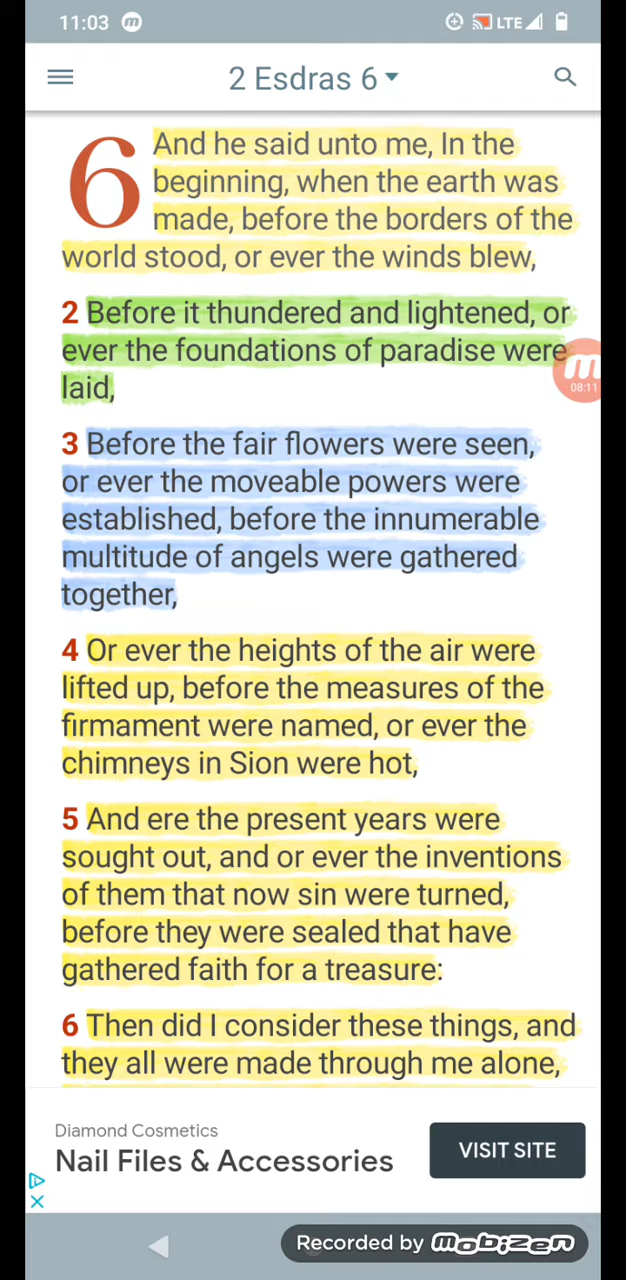 11:03 m LTE
2 Esdras 6
6 And he said unto me, In the
beginning, when the earth was
made, before the borders of the
world stood, or ever the winds blew,
2 Before it thundered and lightened, or
ever the foundations of paradise were
laid,
m
08:11
3 Before the fair flowers were seen,
or ever the moveable powers were
established, before the innumerable
multitude of angels were gathered
together,
4 Or ever the heights of the air were
lifted up, before the measures of the
firmament were named, or ever the
chimneys in Sion were hot,
5 And ere the present years were
sought out, and or ever the inventions
of them that now sin were turned,
before they were sealed that have
gathered faith for a treasure:
6 Then did I consider these things, and
they all were made through me alone,
Diamond Cosmetics
Nail Files & Accessories
VISIT SITE
Recorded by mobizen